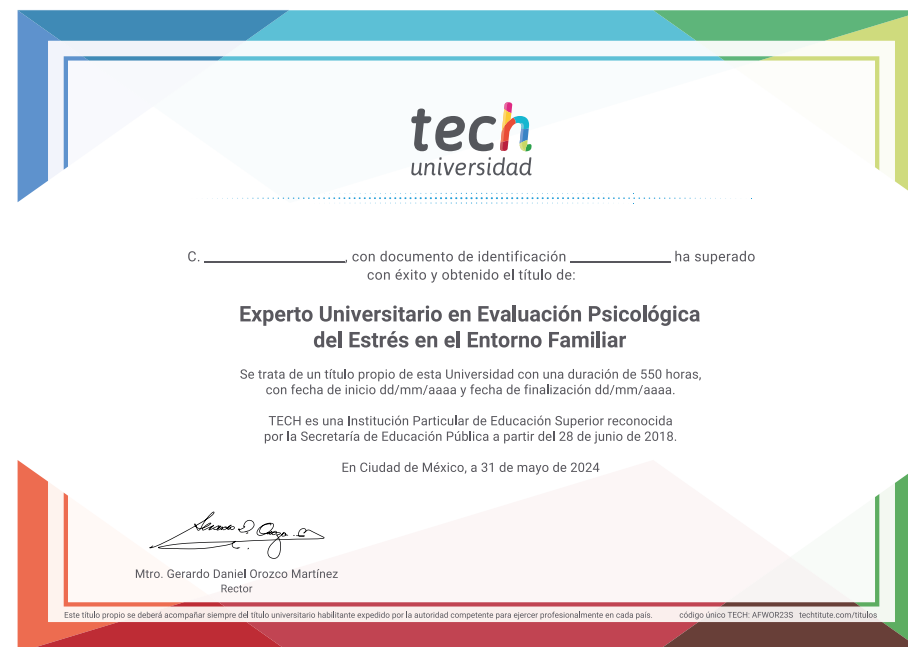 tech
universidad
C. ____________________, con documento de identificación ______________ ha superado
con éxito y obtenido el título de:
Experto Universitario en Evaluación Psicológica
del Estrés en el Entorno Familiar
Se trata de un título propio de esta Universidad con una duración de 550 horas,
con fecha de inicio dd/mm/aaaa y fecha de finalización dd/mm/aaaa.
TECH es una Institución Particular de Educación Superior reconocida
por la Secretaría de Educación Pública a partir del 28 de junio de 2018.
En Ciudad de México, a 31 de mayo de 2024
Mtro. Gerardo Daniel Orozco Martínez
Rector
Este título propio se deberá acompañar siempre del título universitario habilitante expedido por la autoridad competente para ejercer profesionalmente en cada país. código único TECH: AFWOR23S techtitute.com/titulos